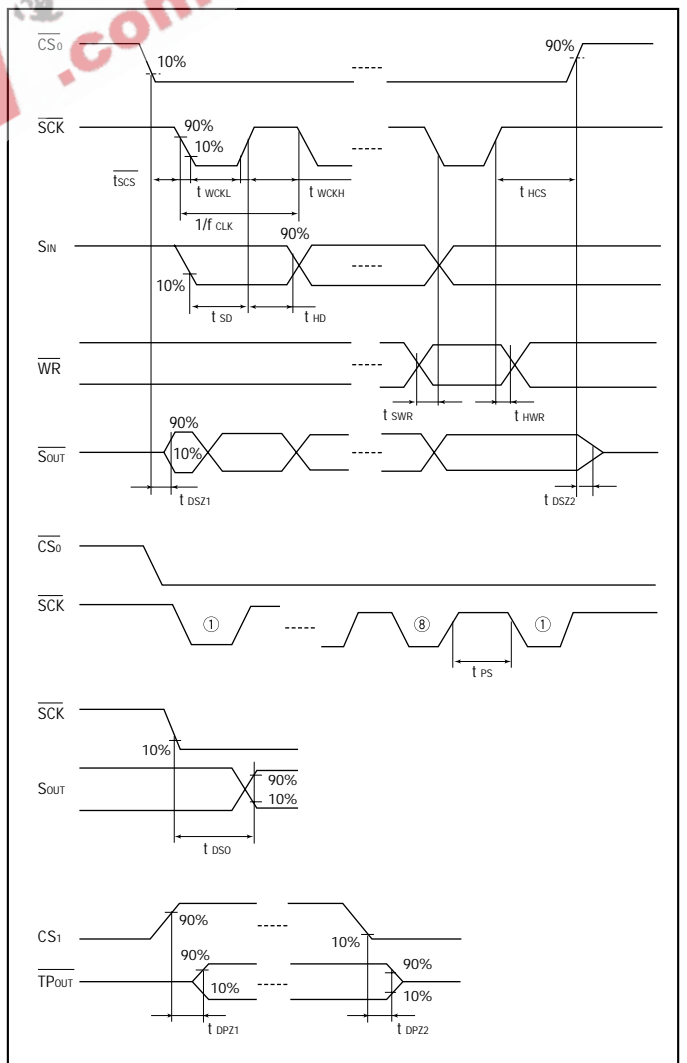 .com
CS0
10%
90%
SCK
90%
10%
tSCS
t WCKL
t WCKH
t HCS
1/f CLK
SIN
90%
10%
t SD
t HD
WR
t SWR
t HWR
SOUT
90%
10%
t DSZ1
t DSZ2
CS0
SCK
①
⑧
①
t PS
SCK
10%
SOUT
90%
10%
t DSO
CS1
90%
10%
TPOUT
90%
10%
90%
10%
t DPZ1
t DPZ2